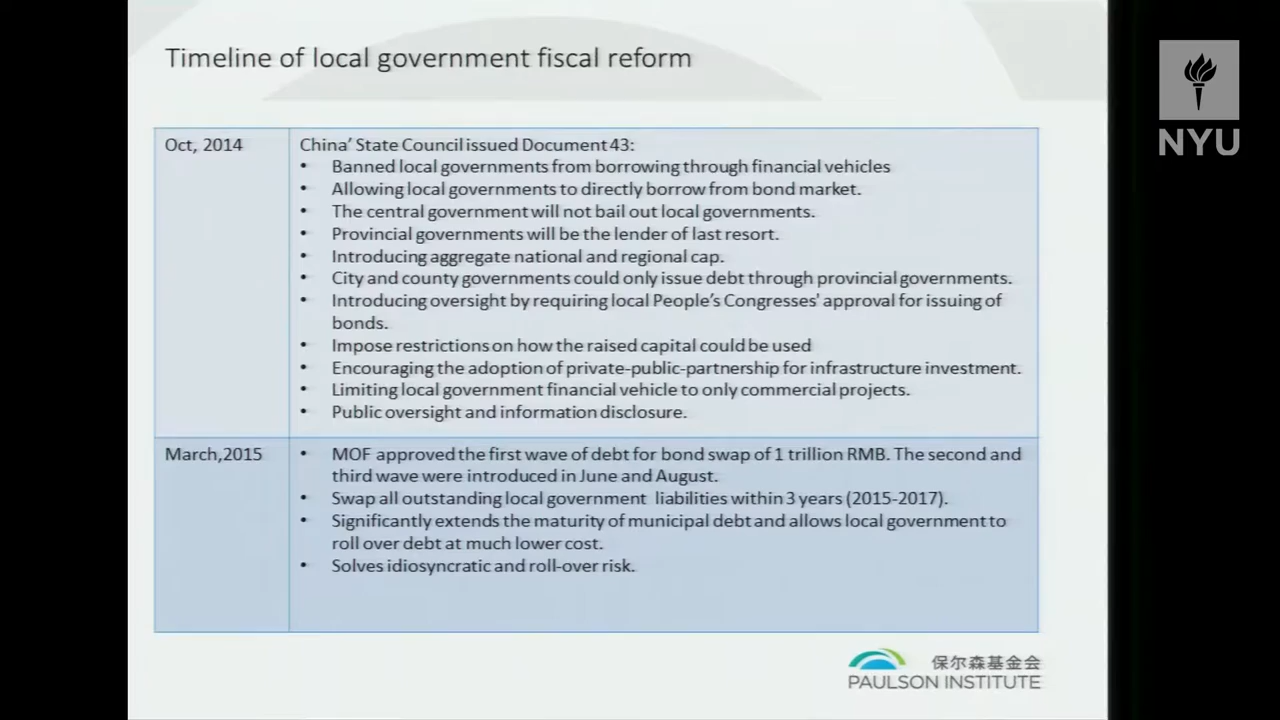 Timeline of local government fiscal reform
NYU
Oct, 2014
China' State Council issued Document 43:
• Banned local governments from borrowing through financial vehicles
• Allowing local governments to directly borrow from bond market.
• The central government will not bail out local governments.
• Provincial governments will be the lender of last resort.
• Introducing aggregate national and regional cap.
• City and county governments could only issue debt through provincial governments.
• Introducing oversight by requiring local People's Congresses' approval for issuing of
bonds.
• Impose restrictions on how the raised capital could be used
• Encouraging the adoption of private-public-partnership for infrastructure investment.
• Limiting local government financial vehicle to only commercial projects.
• Public oversight and information disclosure.
March,2015
• MOF approved the first wave of debt for bond swap of 1 trillion RMB. The second and
third wave were introduced in June and August.
• Swap all outstanding local government liabilities within 3 years (2015-2017).
• Significantly extends the maturity of municipal debt and allows local government to
roll over debt at much lower cost.
• Solves idiosyncratic and roll-over risk.
保尔森基金会
PAULSON INSTITUTE